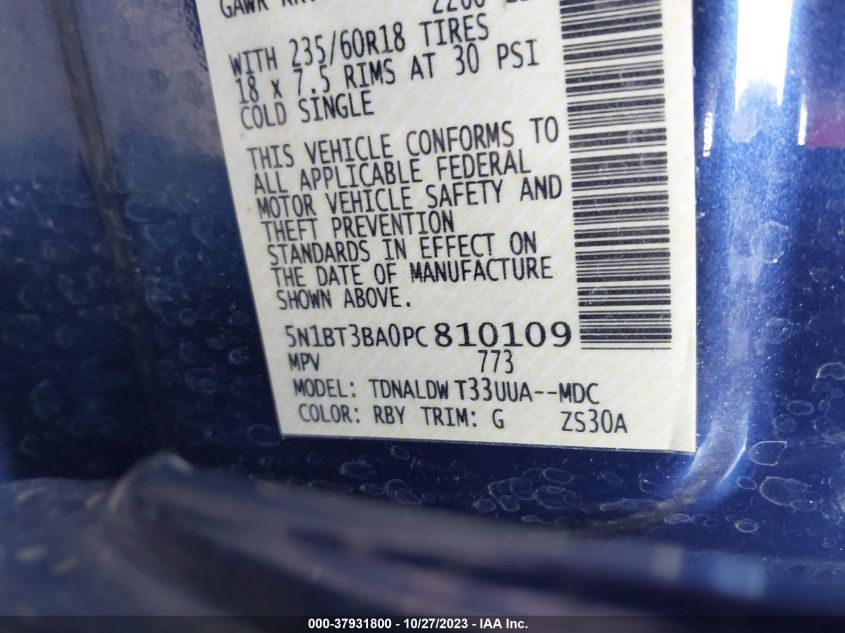 WITH 235/60R18 TIRES
18 x 7.5 RIMS AT 30 PSI
COLD SINGLE
THIS VEHICLE CONFORMS TO
ALL APPLICABLE FEDERAL
MOTOR VEHICLE SAFETY AND
THEFT PREVENTION
STANDARDS IN EFFECT ON
THE DATE OF MANUFACTURE
SHOWN ABOVE.
5N1BT3BA0PC810109
MPV 773
MODEL: TDNALDW T33UUA--MDC
COLOR: RBY TRIM: G ZS30A
000-37931800 - 10/27/2023 - IAA Inc.